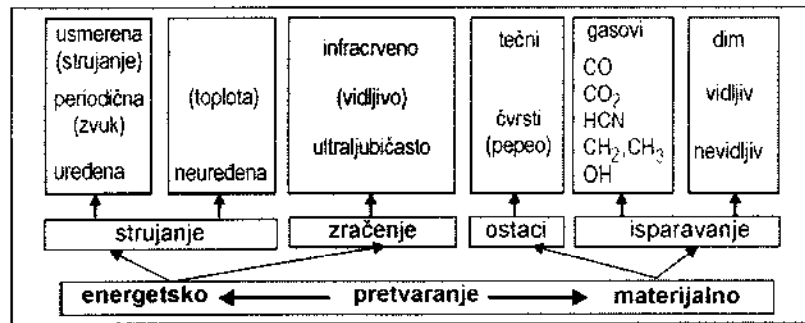 usmerena
(strujanje)
periodična
(zvuk)
uređena
(toplota)
neuređena
infracrveno
(vidljivo)
ultraljubičasto
tečni
čvrsti
(pepeo)
gasovi
CO
CO₂
HCN
CH₂,CH₃
OH
dim
vidljiv
nevidljiv
strujanje
zračenje
ostaci
isparavanje
energetsko pretvaranje materijalno